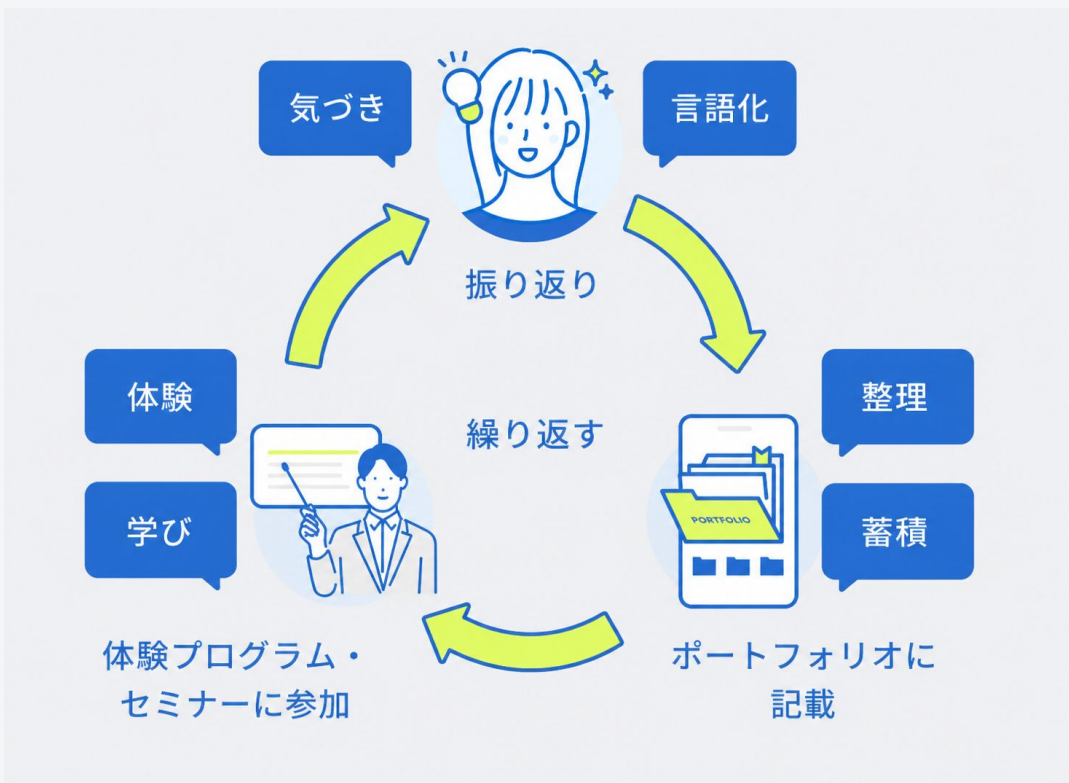 気づき
言語化
振り返り
体験
学び
繰り返す
整理
蓄積
PORTFOLIO
体験プログラム・
セミナーに参加
ポートフォリオに
記載